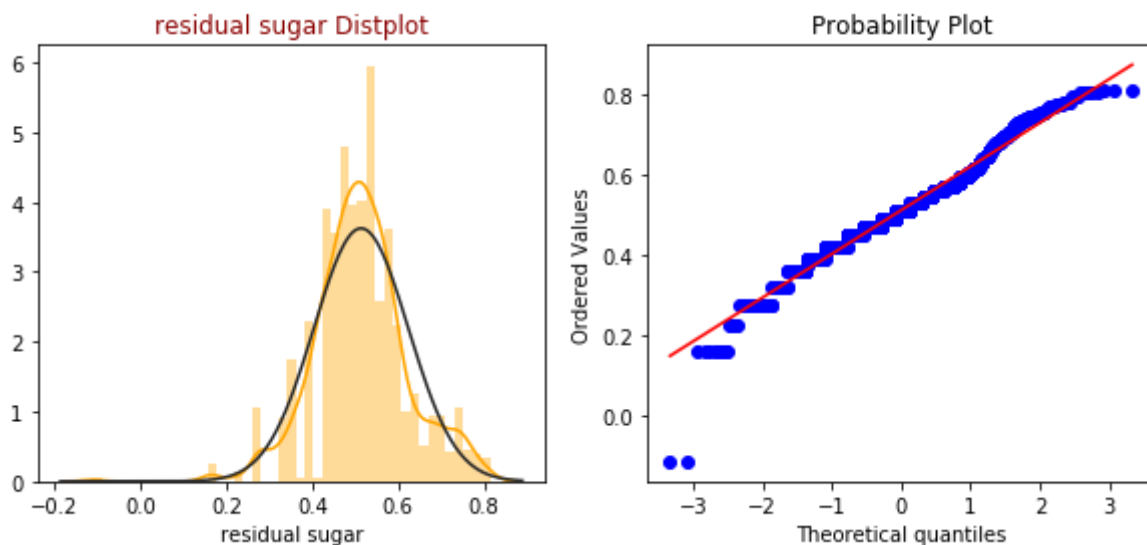 residual sugar Distplot
6
5
4
3
2
1
0
−0.2 0.0 0.2 0.4 0.6 0.8
residual sugar
Probability Plot
Ordered Values
0.8
0.6
0.4
0.2
0.0
−3 −2 −1 0 1 2 3
Theoretical quantiles